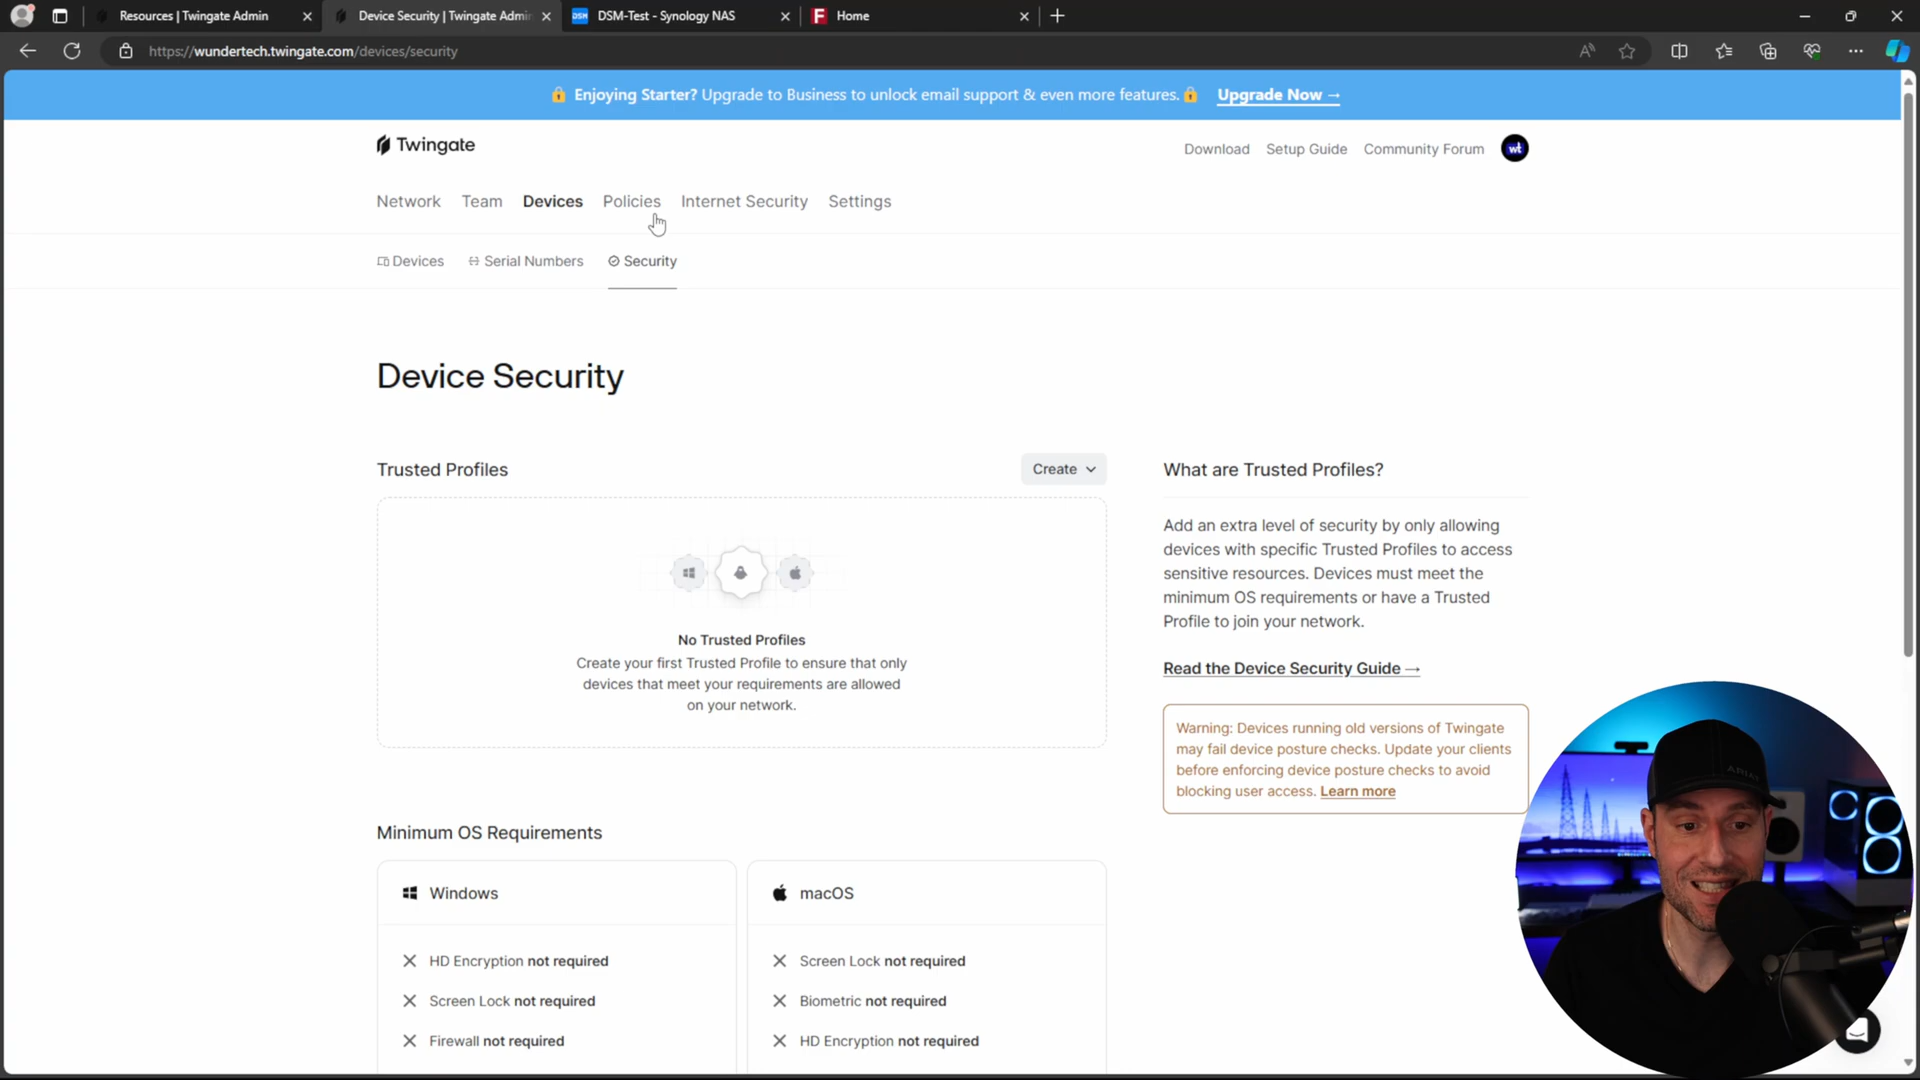 Resources | Twingate Admin
Device Security | Twingate Admin
DSM
DSM-Test - Synology NAS
F
Home
https://wundertech.twingate.com/devices/security
Enjoying Starter? Upgrade to Business to unlock email support & even more features.
Upgrade Now →
Twingate
Download
Setup Guide
Community Forum
wt
Network
Team
Devices
Policies
Internet Security
Settings
Devices
Serial Numbers
Security
Device Security
Trusted Profiles
Create
No Trusted Profiles
Create your first Trusted Profile to ensure that only
devices that meet your requirements are allowed
on your network.
What are Trusted Profiles?
Add an extra level of security by only allowing
devices with specific Trusted Profiles to access
sensitive resources. Devices must meet the
minimum OS requirements or have a Trusted
Profile to join your network.
Read the Device Security Guide →
Warning: Devices running old versions of Twingate
may fail device posture checks. Update your clients
before enforcing device posture checks to avoid
blocking user access. Learn more
Minimum OS Requirements
Windows
HD Encryption not required
Screen Lock not required
Firewall not required
macOS
Screen Lock not required
Biometric not required
HD Encryption not required